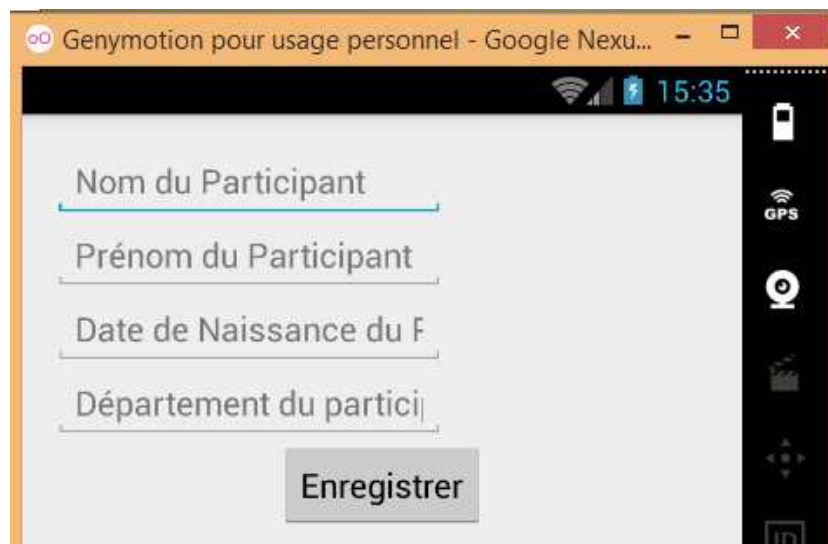 Genymotion pour usage personnel - Google Nexu...
15:35
GPS
Nom du Participant
Prénom du Participant
Date de Naissance du
Département du partici
Enregistrer
ID